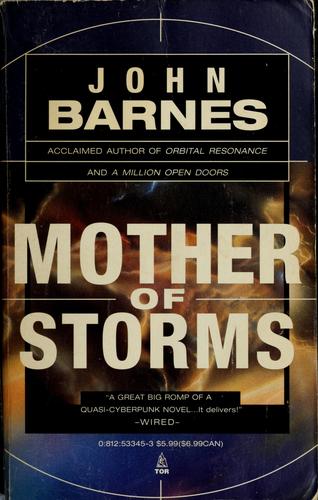 JOHN
BARNES
ACCLAIMED AUTHOR OF ORBITAL RESONANCE
AND A MILLION OPEN DOORS
MOTHER
OF
STORMS
"A GREAT BIG ROMP OF A
QUASI-CYBERPUNK NOVEL...It delivers!"
–WIRED–
0:812:53345-3 $5.99($6.99CAN)
TOR